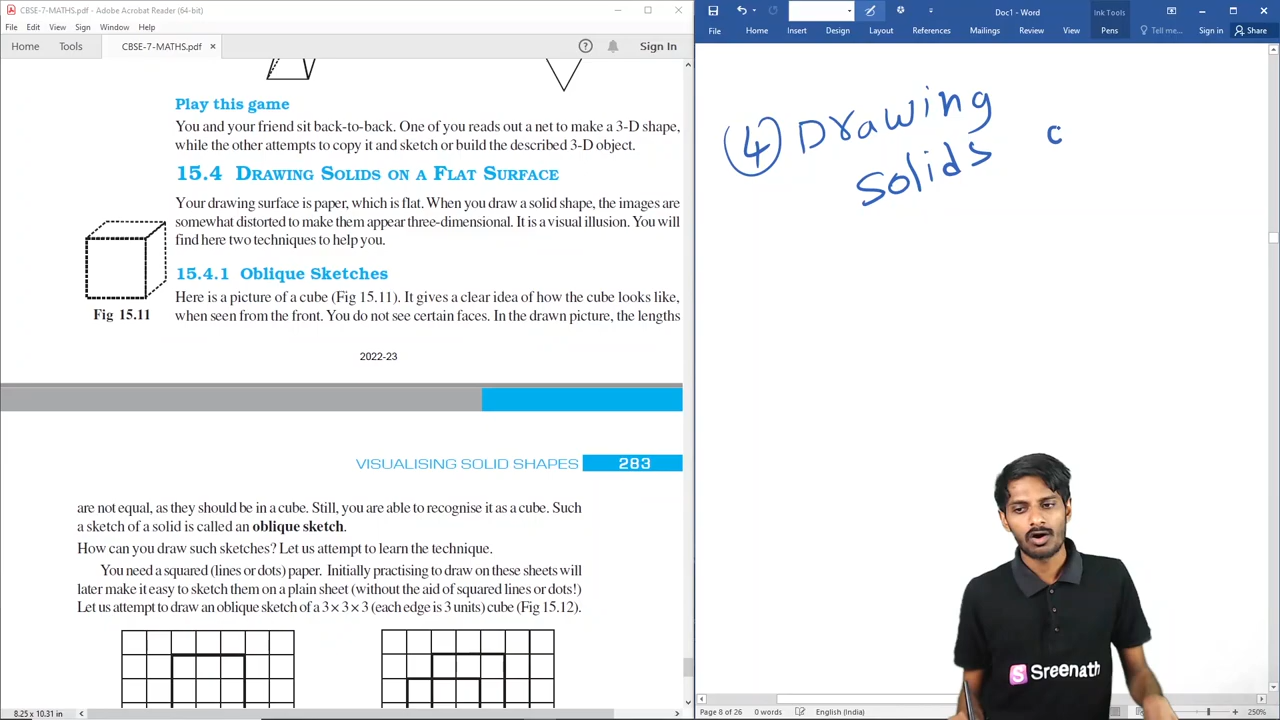 CBSE-7-MATHS.pdf - Adobe Acrobat Reader (64-bit)
File Edit View Sign Window Help
Home Tools CBSE-7-MATHS.pdf × Sign In
Play this game
You and your friend sit back-to-back. One of you reads out a net to make a 3-D shape,
while the other attempts to copy it and sketch or build the described 3-D object.
15.4 DRAWING SOLIDS ON A FLAT SURFACE
Your drawing surface is paper, which is flat. When you draw a solid shape, the images are
somewhat distorted to make them appear three-dimensional. It is a visual illusion. You will
find here two techniques to help you.
15.4.1 Oblique Sketches
Here is a picture of a cube (Fig 15.11). It gives a clear idea of how the cube looks like,
when seen from the front. You do not see certain faces. In the drawn picture, the lengths
Fig 15.11
2022-23
VISUALISING SOLID SHAPES 283
are not equal, as they should be in a cube. Still, you are able to recognise it as a cube. Such
a sketch of a solid is called an oblique sketch.
How can you draw such sketches? Let us attempt to learn the technique.
You need a squared (lines or dots) paper. Initially practising to draw on these sheets will
later make it easy to sketch them on a plain sheet (without the aid of squared lines or dots!)
Let us attempt to draw an oblique sketch of a 3 × 3 × 3 (each edge is 3 units) cube (Fig 15.12).
8.25 x 10.31 in
Doc1 - Word Ink Tools
File Home Insert Design Layout References Mailings Review View Pens Tell me... Sign in Share
4 Drawing
Solids
Sreenath
Page 8 of 26 0 words English (India) 250%